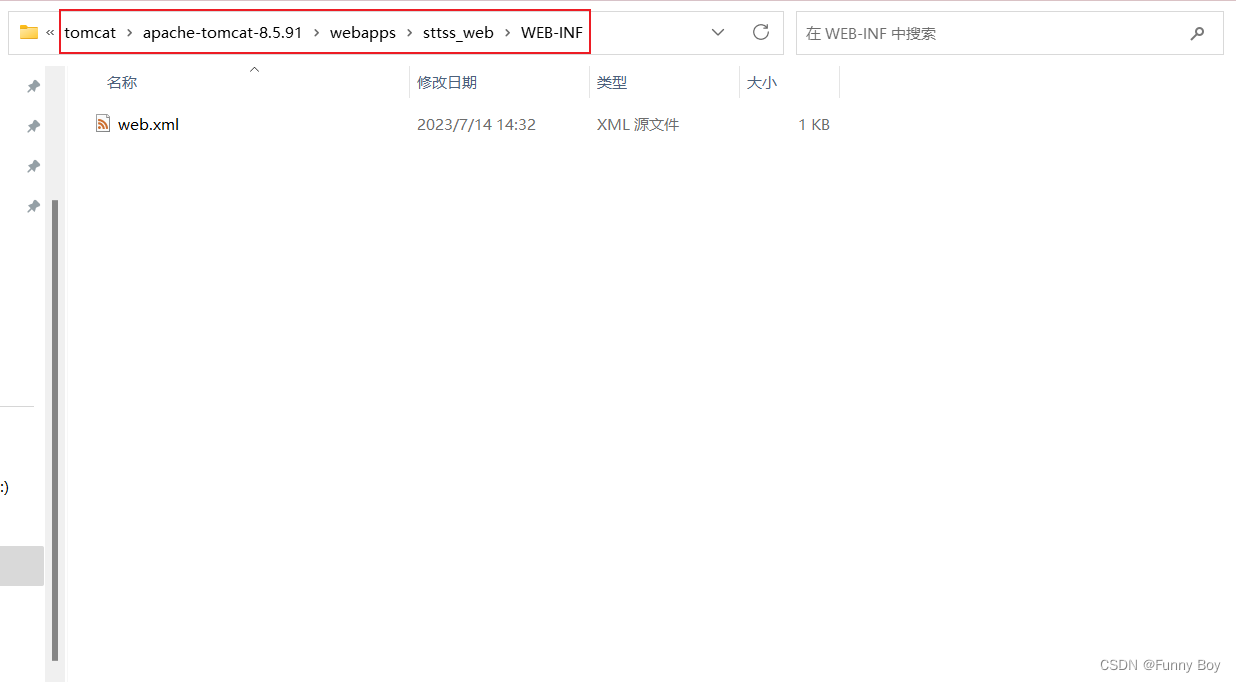 « tomcat › apache-tomcat-8.5.91 › webapps › sttss_web › WEB-INF
在 WEB-INF 中搜索
名称 修改日期 类型 大小
web.xml 2023/7/14 14:32 XML 源文件 1 KB
:)
CSDN @Funny Boy